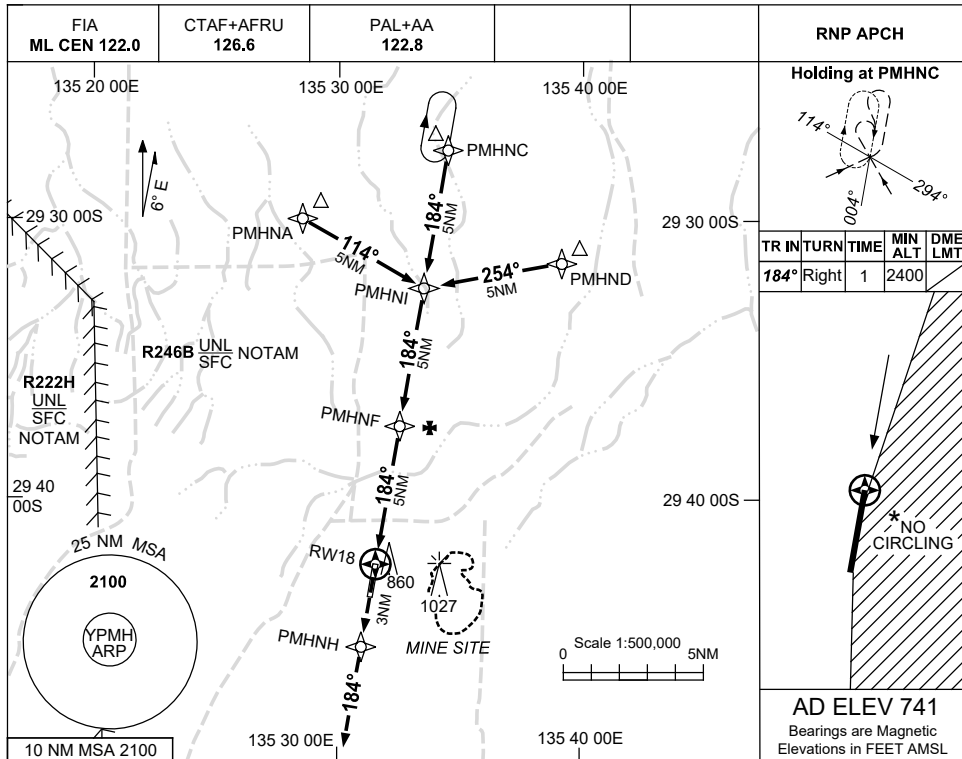 FIA
ML CEN 122.0
CTAF+AFRU
126.6
PAL+AA
122.8
RNP APCH
135 20 00E
135 30 00E
135 40 00E
Holding at PMHNC
114°
294°
004°
TR IN TURN TIME MIN ALT DME LMT
184° Right 1 2400
6° E
PMHNC
184°
5NM
29 30 00S
29 30 00S
PMHNA
114°
5NM
254°
5NM
PMHND
PMHNI
184°
5NM
R246B UNL SFC NOTAM
R222H
UNL
SFC
NOTAM
PMHNF
184°
5NM
29 40
00S
29 40 00S
*NO
CIRCLING
25 NM MSA
2100
YPMH
ARP
RW18
860
1027
3NM
MINE SITE
PMHNH
184°
Scale 1:500,000
0 5NM
10 NM MSA 2100
135 30 00E
135 40 00E
AD ELEV 741
Bearings are Magnetic
Elevations in FEET AMSL